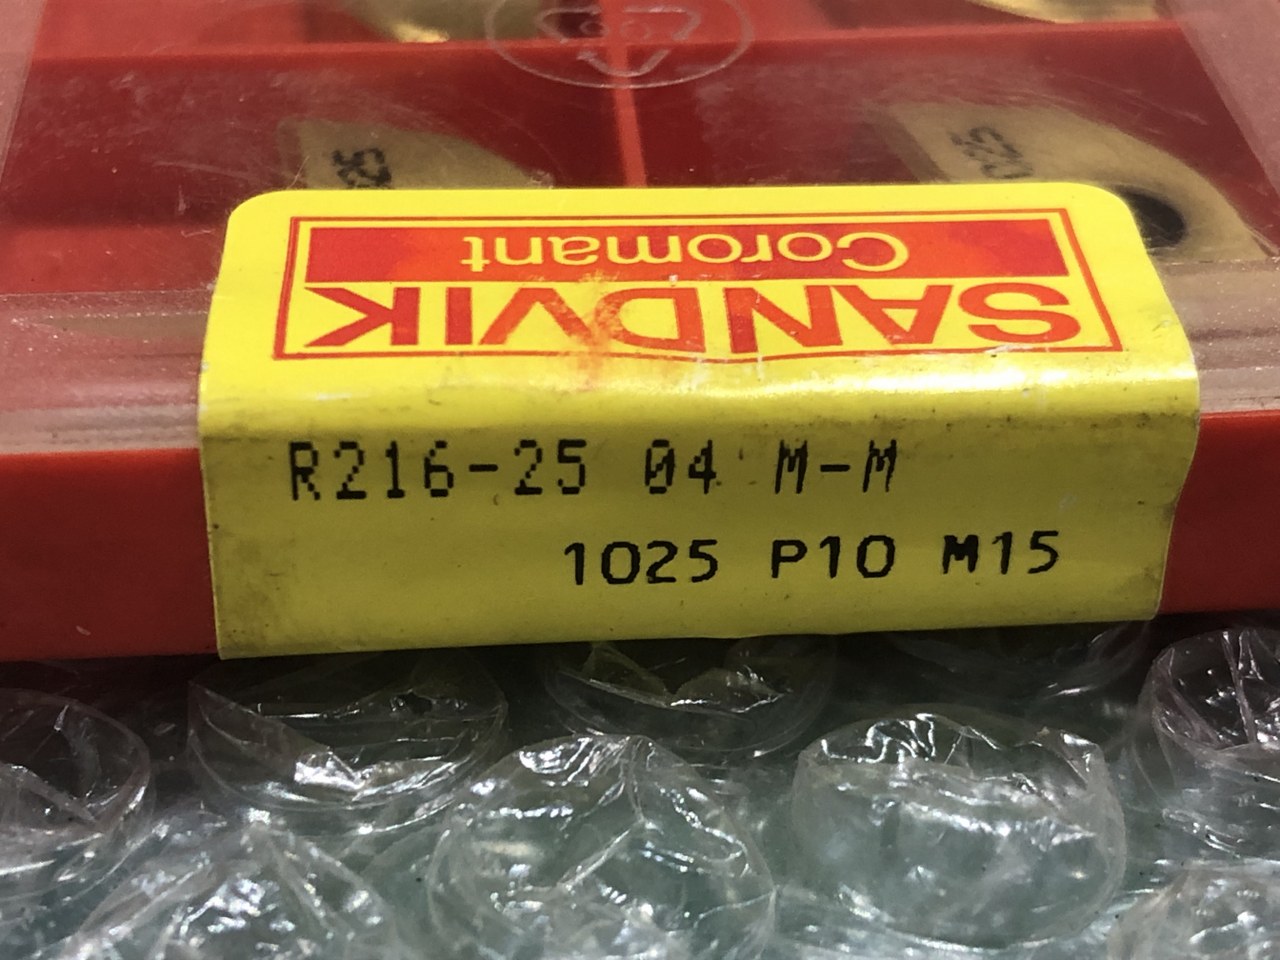 SANDVIK
Coromant
R216-25 04 M-M
1025 P10 M15